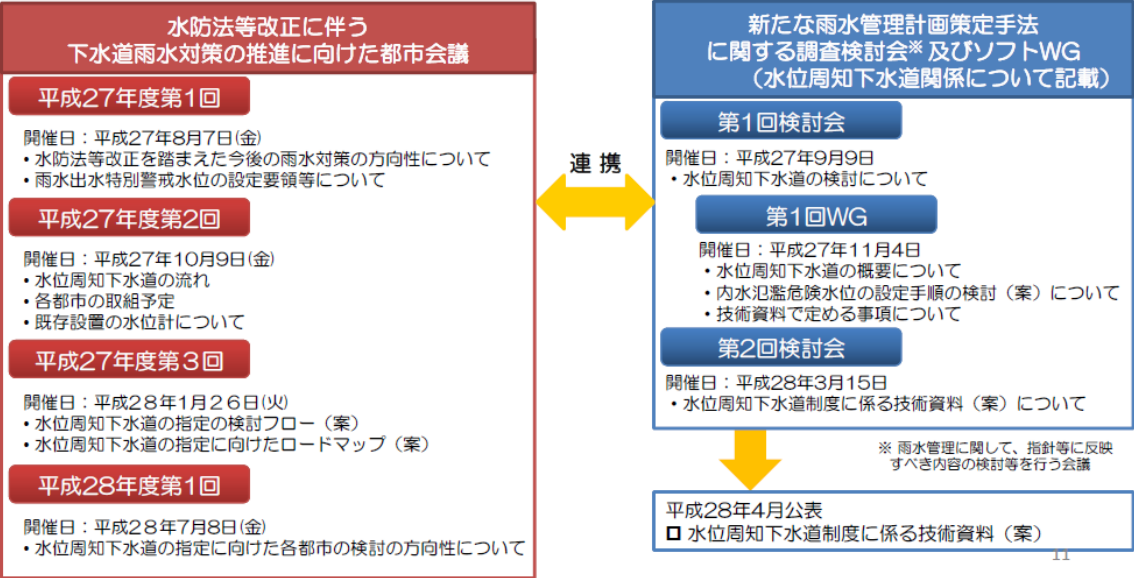 水防法等改正に伴う
下水道雨水対策の推進に向けた都市会議
平成27年度第1回
開催日：平成27年8月7日(金)
・水防法等改正を踏まえた今後の雨水対策の方向性について
・雨水出水特別警戒水位の設定要領等について
平成27年度第2回
開催日：平成27年10月9日(金)
・水位周知下水道の流れ
・各都市の取組予定
・既存設置の水位計について
平成27年度第３回
開催日：平成２８年１月２６日(火)
・水位周知下水道の指定の検討フロー（案）
・水位周知下水道の指定に向けたロードマップ（案）
平成28年度第１回
開催日：平成２８年７月８日(金)
・水位周知下水道の指定に向けた各都市の検討の方向性について
連 携
新たな雨水管理計画策定手法
に関する調査検討会※ 及びソフトWG
（水位周知下水道関係について記載）
第1回検討会
開催日：平成27年9月9日
・水位周知下水道の検討について
第1回WG
開催日：平成27年11月4日
・水位周知下水道の概要について
・内水氾濫危険水位の設定手順の検討（案）について
・技術資料で定める事項について
第2回検討会
開催日：平成28年3月15日
・水位周知下水道制度に係る技術資料（案）について
※ 雨水管理に関して、指針等に反映
すべき内容の検討等を行う会議
平成28年4月公表
□ 水位周知下水道制度に係る技術資料（案）
11